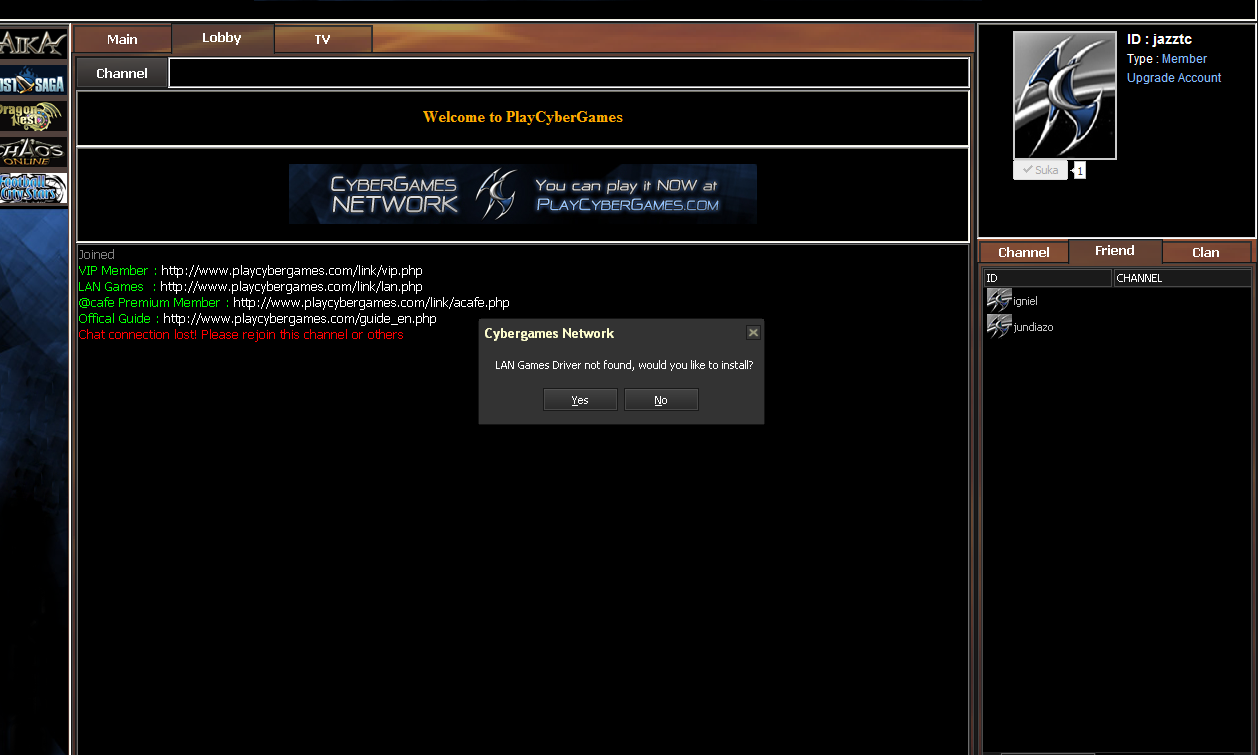 Main
Lobby
TV
Channel
Welcome to PlayCyberGames
CYBERGAMES
NETWORK
You can play it NOW at
PLAYCYBERGAMES.COM
Joined
VIP Member : http://www.playcybergames.com/link/vip.php
LAN Games : http://www.playcybergames.com/link/lan.php
@cafe Premium Member : http://www.playcybergames.com/link/acafe.php
Offical Guide : http://www.playcybergames.com/guide_en.php
Chat connection lost! Please rejoin this channel or others
Cybergames Network
LAN Games Driver not found, would you like to install?
Yes
No
AIKA
OST SAGA
Dragon
Nest
CHAOS
ONLINE
Football
City Stars
ID : jazztc
Type : Member
Upgrade Account
Suka
1
Channel
Friend
Clan
ID
CHANNEL
igniel
jundiazo